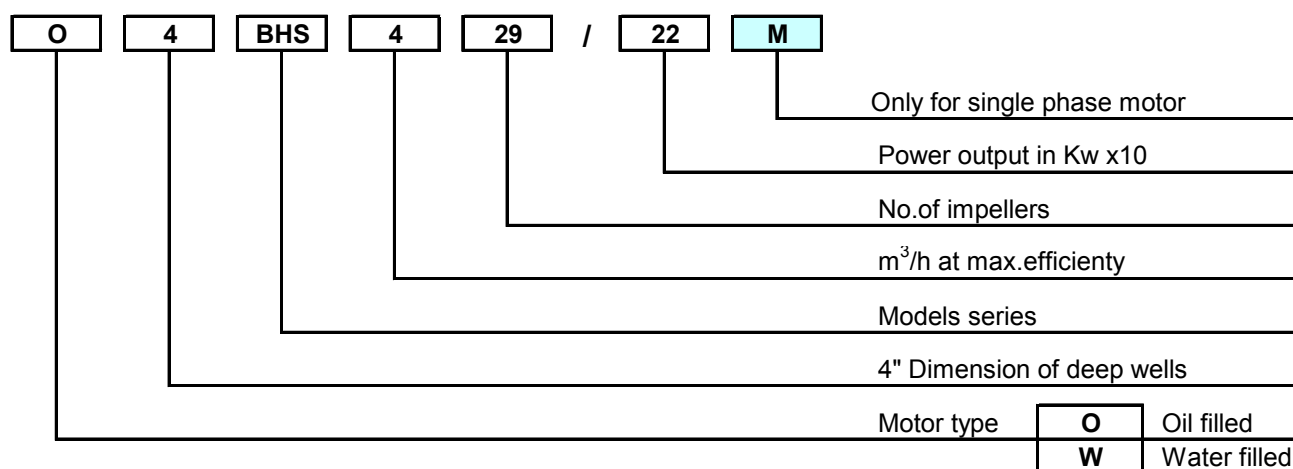 O 4 BHS 4 29 / 22 M
Only for single phase motor
Power output in Kw x10
No.of impellers
m³/h at max.efficienty
Models series
4" Dimension of deep wells
Motor type O Oil filled
W Water filled